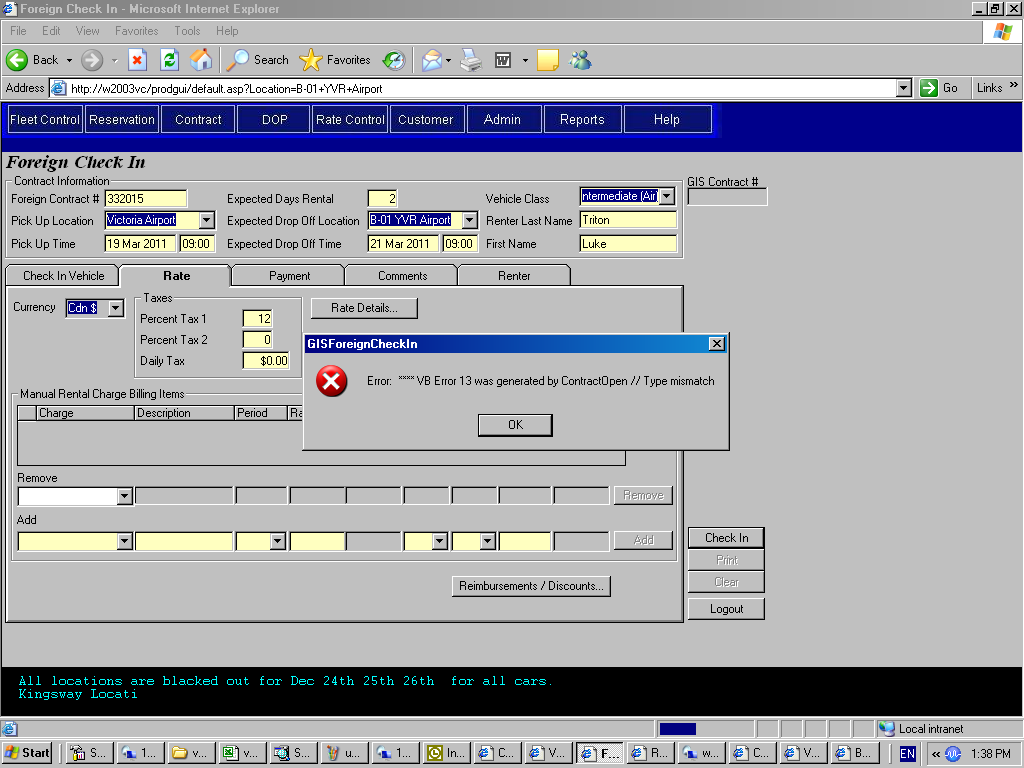 Foreign Check In - Microsoft Internet Explorer
File Edit View Favorites Tools Help
Back Search Favorites
Address http://w2003vc/prodgui/default.asp?Location=B-01+YVR+Airport Go Links »
Fleet Control Reservation Contract DOP Rate Control Customer Admin Reports Help
Foreign Check In
Contract Information
GIS Contract #
Foreign Contract # 332015 Expected Days Rental 2 Vehicle Class ntermediate (Air
Pick Up Location Victoria Airport Expected Drop Off Location B-01 YVR Airport Renter Last Name Triton
Pick Up Time 19 Mar 2011 09:00 Expected Drop Off Time 21 Mar 2011 09:00 First Name Luke
Check In Vehicle Rate Payment Comments Renter
Currency Cdn $ Taxes Rate Details...
Percent Tax 1 12
Percent Tax 2 0
Daily Tax $0.00
GISForeignCheckIn
Error: **** VB Error 13 was generated by ContractOpen // Type mismatch
OK
Manual Rental Charge Billing Items
Charge Description Period Ra
Remove
Remove
Add
Add
Reimbursements / Discounts...
Check In
Print
Clear
Logout
All locations are blacked out for Dec 24th 25th 26th for all cars.
Kingsway Locati
Local intranet
Start S... 1... v... v... S... u... 1... In... C... V... F... R... w... C... V... B... EN « 1:38 PM